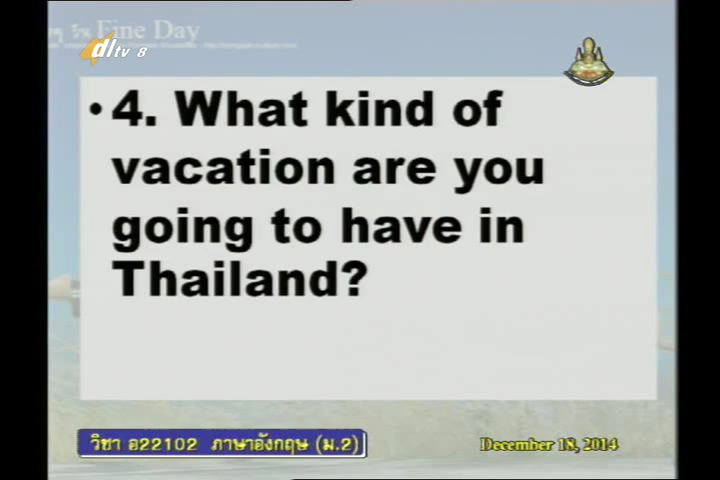 วัน Fine Day
dltv 8
• 4. What kind of
vacation are you
going to have in
Thailand?
วิชา อ22102 ภาษาอังกฤษ (ม.2)
December 18, 2014